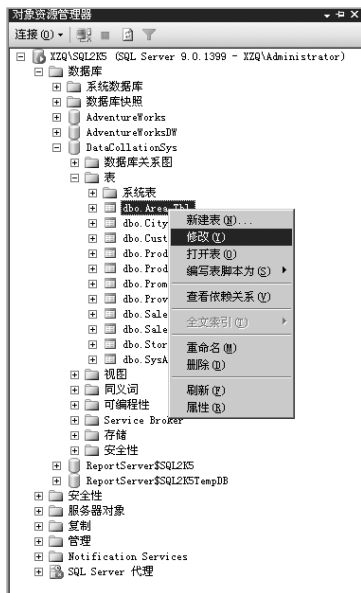 对象资源管理器
连接(O)
XZQ\SQL2K5 (SQL Server 9.0.1399 - XZQ\Administrator)
数据库
系统数据库
数据库快照
AdventureWorks
AdventureWorksDW
DataCollationSys
数据库关系图
表
系统表
dbo.Area_Tbl
dbo.City
dbo.Cust
dbo.Prod
dbo.Prod
dbo.Prom
dbo.Prov
dbo.Sale
dbo.Sale
dbo.Stor
dbo.SysA
新建表(N)...
修改(Y)
打开表(O)
编写表脚本为(S)
查看依赖关系(V)
全文索引(T)
重命名(M)
删除(D)
刷新(F)
属性(R)
视图
同义词
可编程性
Service Broker
存储
安全性
ReportServer$SQL2K5
ReportServer$SQL2K5TempDB
安全性
服务器对象
复制
管理
Notification Services
SQL Server 代理